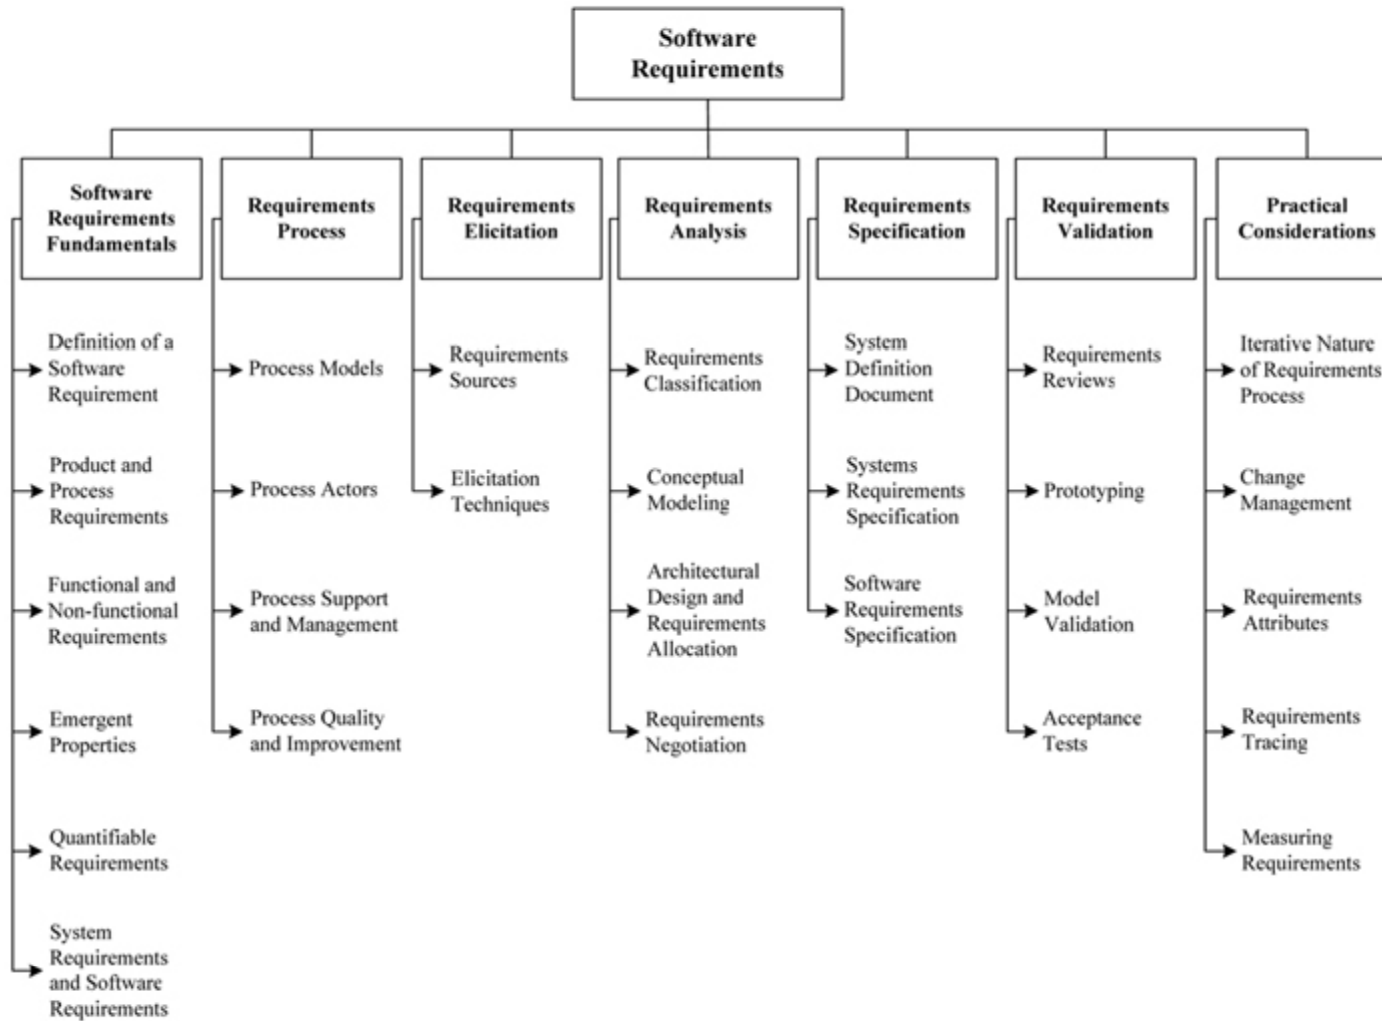 Software
Requirements
Software
Requirements
Fundamentals
Definition of a
Software
Requirement
Product and
Process
Requirements
Functional and
Non-functional
Requirements
Emergent
Properties
Quantifiable
Requirements
System
Requirements
and Software
Requirements
Requirements
Process
Process Models
Process Actors
Process Support
and Management
Process Quality
and Improvement
Requirements
Elicitation
Requirements
Sources
Elicitation
Techniques
Requirements
Analysis
Requirements
Classification
Conceptual
Modeling
Architectural
Design and
Requirements
Allocation
Requirements
Negotiation
Requirements
Specification
System
Definition
Document
Systems
Requirements
Specification
Software
Requirements
Specification
Requirements
Validation
Requirements
Reviews
Prototyping
Model
Validation
Acceptance
Tests
Practical
Considerations
Iterative Nature
of Requirements
Process
Change
Management
Requirements
Attributes
Requirements
Tracing
Measuring
Requirements